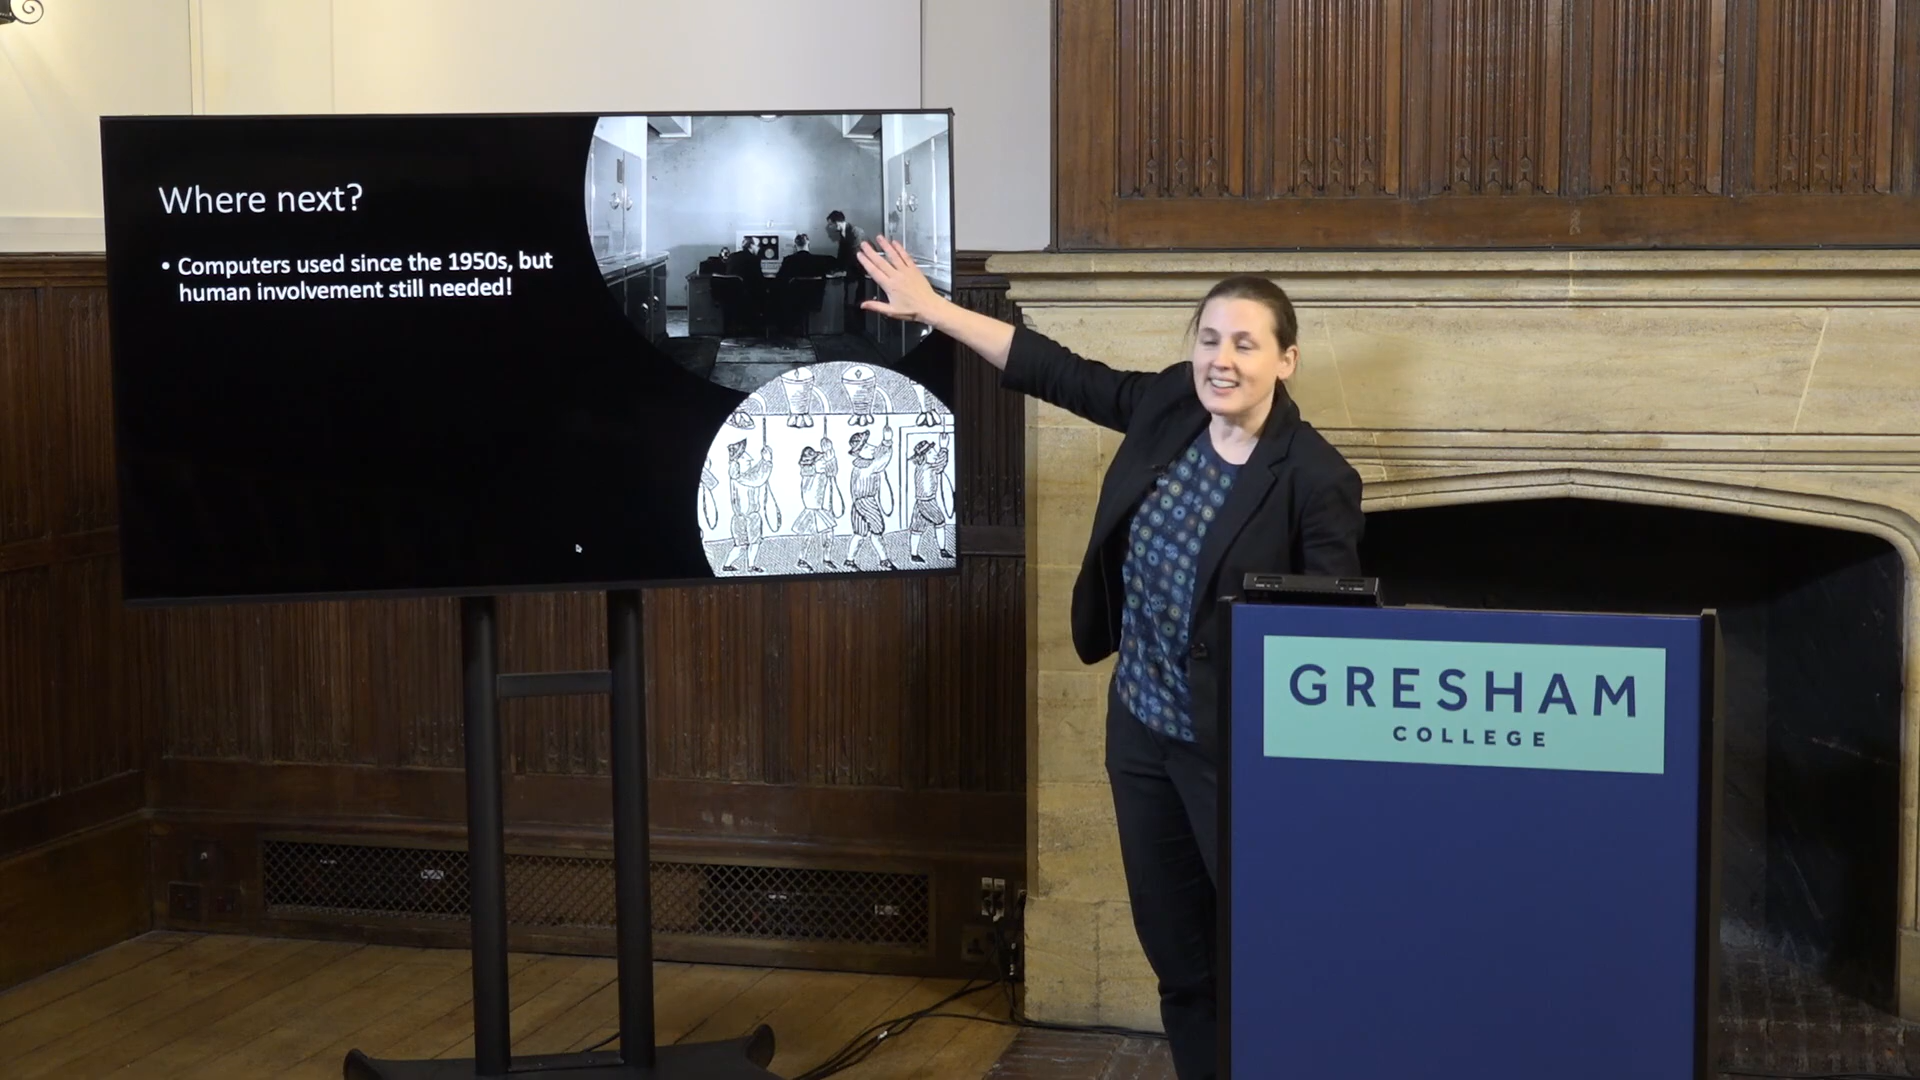 Where next?
• Computers used since the 1950s, but
human involvement still needed!
GRESHAM
COLLEGE